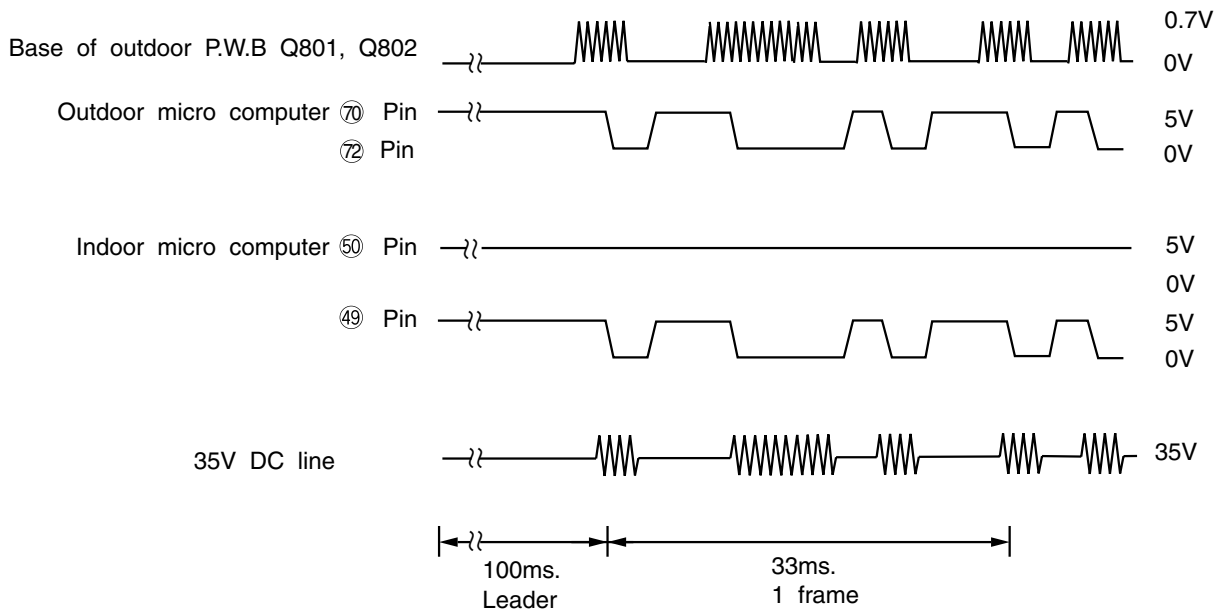 0.7V
Base of outdoor P.W.B Q801, Q802
0V
Outdoor micro computer ⑦⓪ Pin
5V
⑦② Pin
0V
Indoor micro computer ㊿ Pin
5V
0V
㊾ Pin
5V
0V
35V DC line
35V
100ms.
Leader
33ms.
1 frame